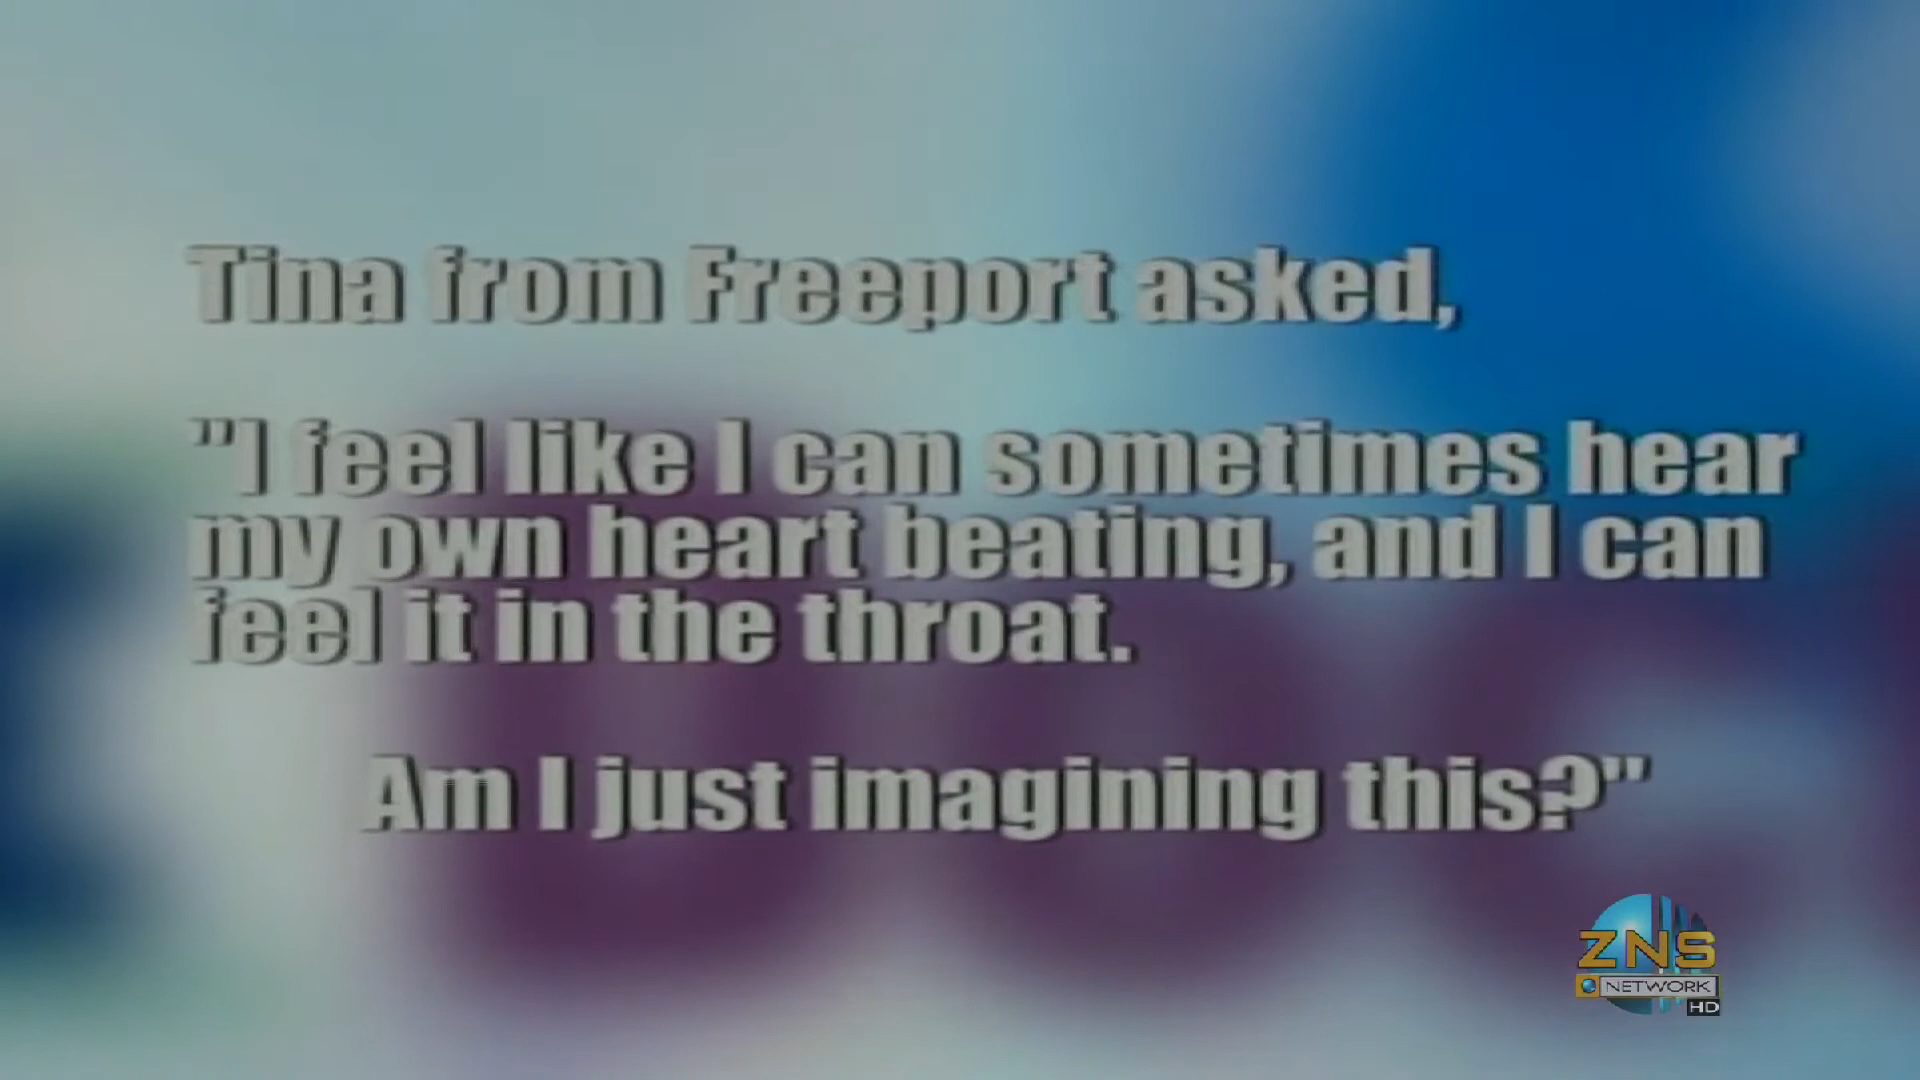 Tina from Freeport asked,
"I feel like I can sometimes hear
my own heart beating, and I can
feel it in the throat.
Am I just imagining this?"
ZNS
NETWORK
HD